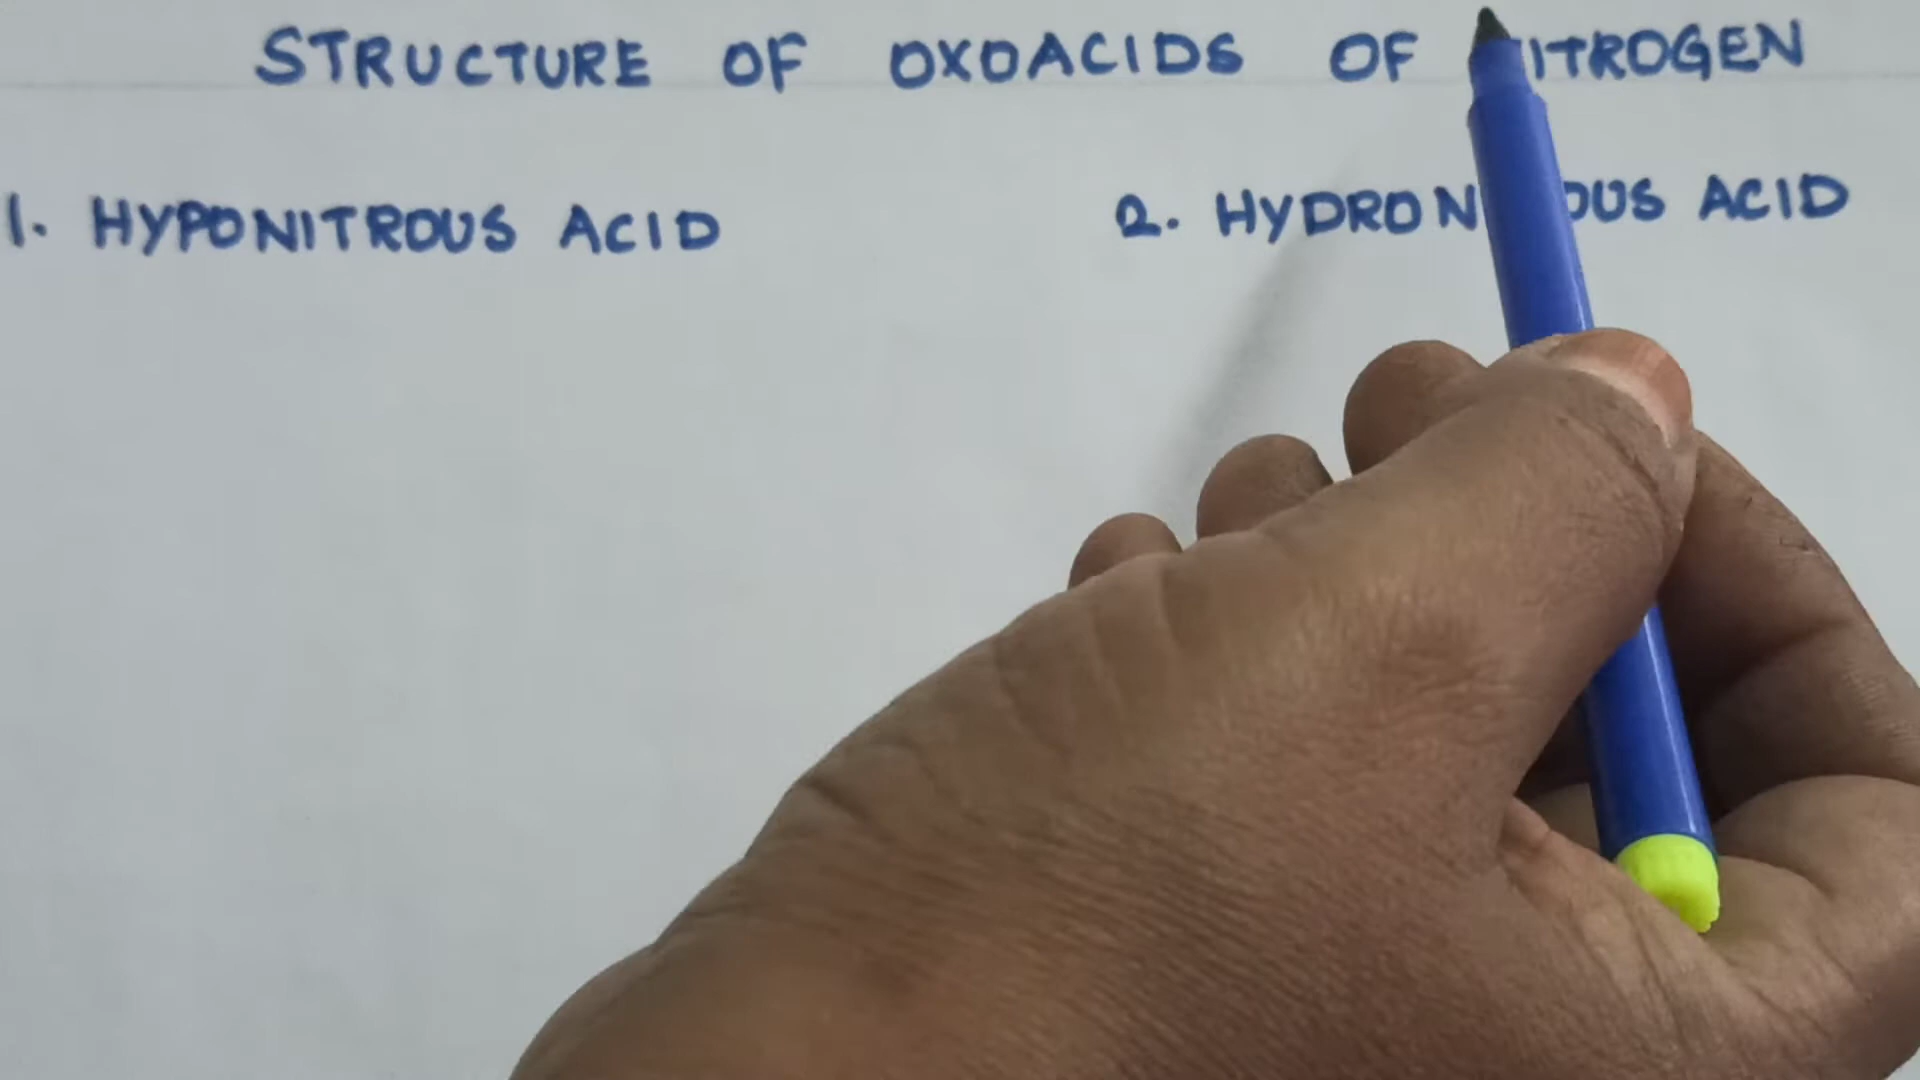 STRUCTURE OF OXOACIDS OF
1. HYPONITROUS ACID
2. ACID